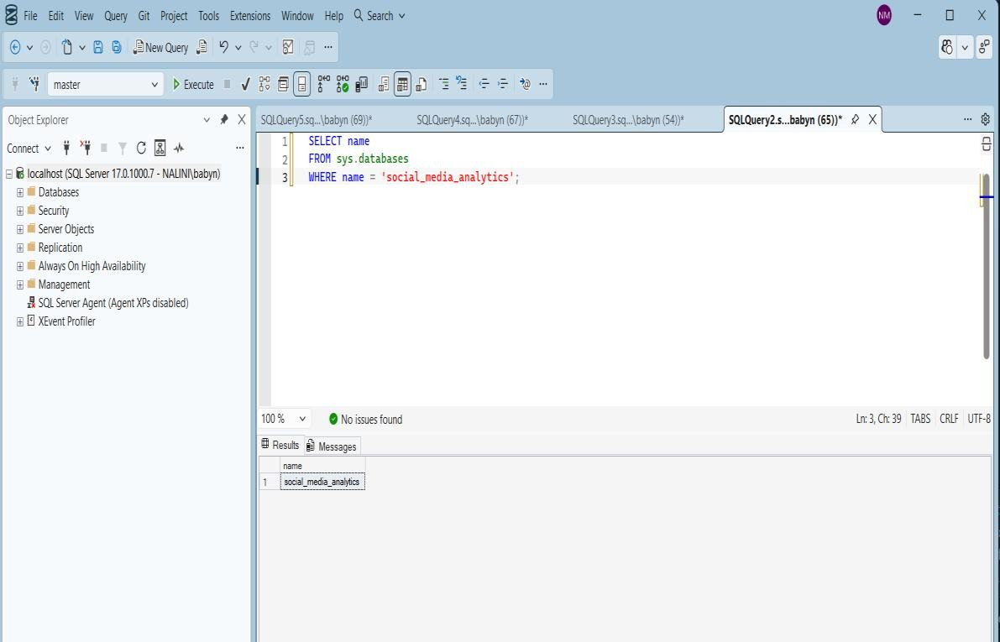 File Edit View Query Git Project Tools Extensions Window Help Search NM
New Query
master Execute
Object Explorer
Connect
localhost (SQL Server 17.0.1000.7 - NALINI\babyn)
Databases
Security
Server Objects
Replication
Always On High Availability
Management
SQL Server Agent (Agent XPs disabled)
XEvent Profiler
SQLQuery5.sq...\babyn (69))* SQLQuery4.sq...\babyn (67))* SQLQuery3.sq...\babyn (54))* SQLQuery2.s...babyn (65))*
1 SELECT name
2 FROM sys.databases
3 WHERE name = 'social_media_analytics';
100 % No issues found Ln: 3, Ch: 39 TABS CRLF UTF-8
Results Messages
name
1 social_media_analytics